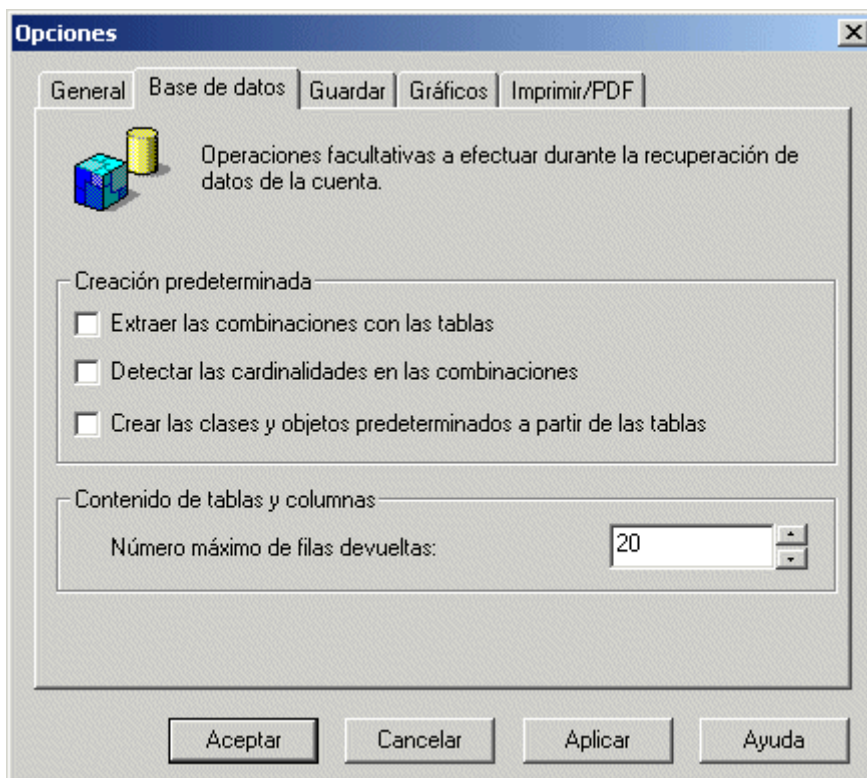 Opciones
General
Base de datos
Guardar
Gráficos
Imprimir/PDF
Operaciones facultativas a efectuar durante la recuperación de
datos de la cuenta.
Creación predeterminada
Extraer las combinaciones con las tablas
Detectar las cardinalidades en las combinaciones
Crear las clases y objetos predeterminados a partir de las tablas
Contenido de tablas y columnas
Número máximo de filas devueltas:
20
Aceptar
Cancelar
Aplicar
Ayuda